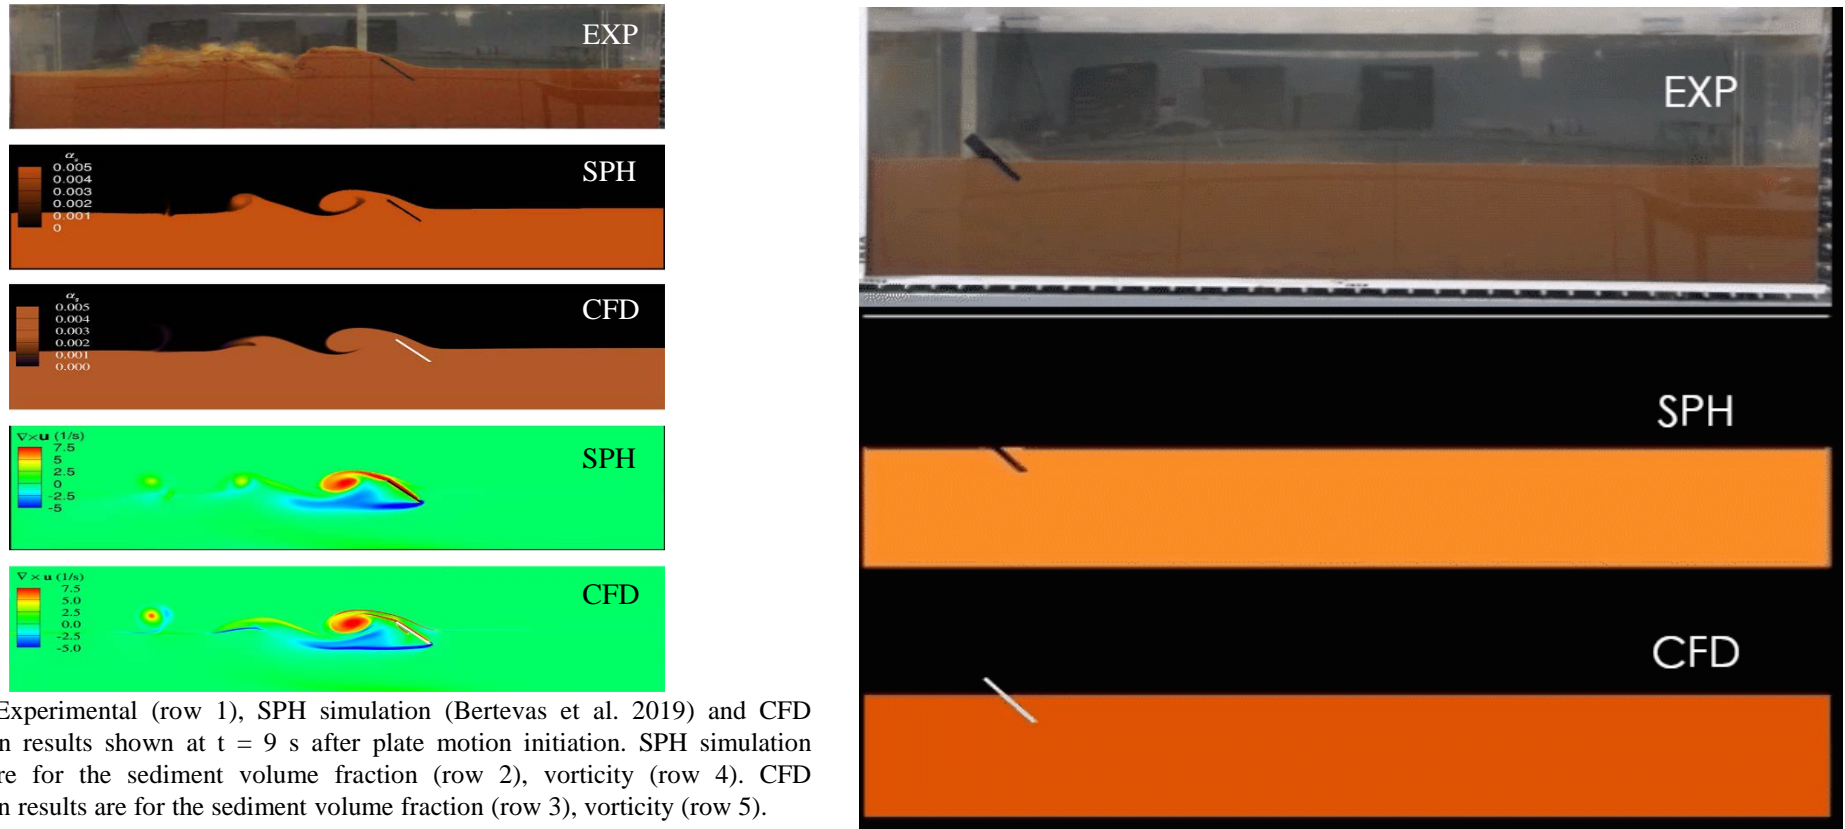 EXP
SPH
αs
0.005
0.004
0.003
0.002
0.001
0
CFD
αs
0.005
0.004
0.003
0.002
0.001
0.000
SPH
∇×u (1/s)
7.5
5
2.5
0
-2.5
-5
CFD
∇ × u (1/s)
7.5
5.0
2.5
0.0
-2.5
-5.0
Experimental (row 1), SPH simulation (Bertevas et al. 2019) and CFD
n results shown at t = 9 s after plate motion initiation. SPH simulation
re for the sediment volume fraction (row 2), vorticity (row 4). CFD
n results are for the sediment volume fraction (row 3), vorticity (row 5).
EXP
SPH
CFD